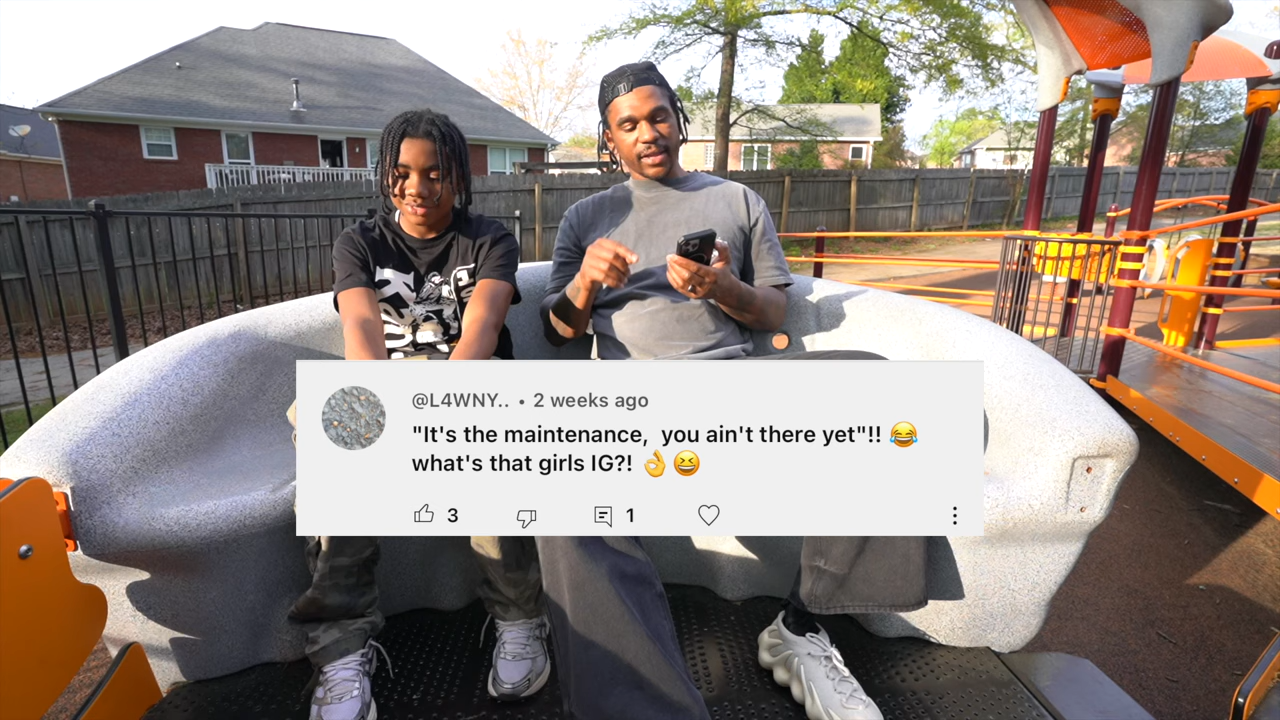 @L4WNY.. • 2 weeks ago
"It's the maintenance, you ain't there yet"!! 😂
what's that girls IG?! 👌😆
3 1